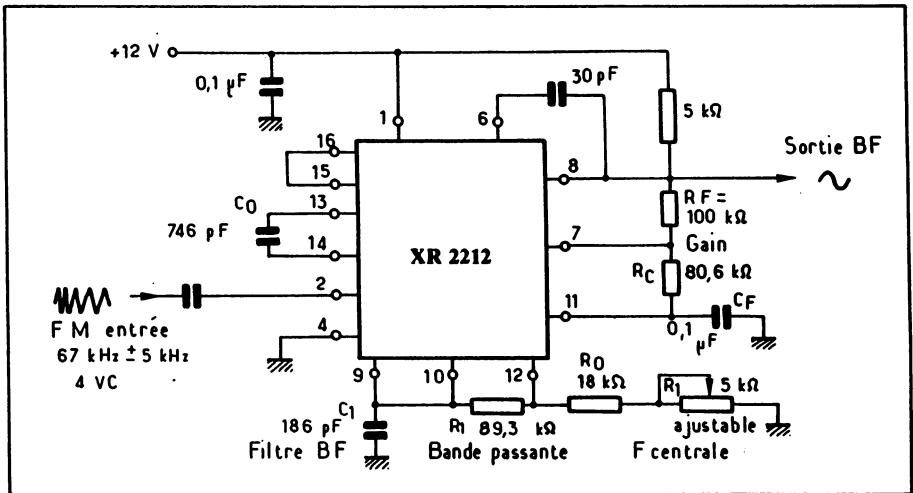 +12 V
0,1 µF
30 pF
5 kΩ
1
6
Sortie BF
16
15
8
C0
13
RF =
100 kΩ
746 pF
14
XR 2212
7
Gain
RC
80,6 kΩ
2
11
CF
FM entrée
0,1
µF
67 kHz ± 5 kHz
4
4 VC
9
10
12
R0
18 kΩ
R1
5 kΩ
C1
186 pF
R1
89,3 kΩ
ajustable
Filtre BF
Bande passante
F centrale